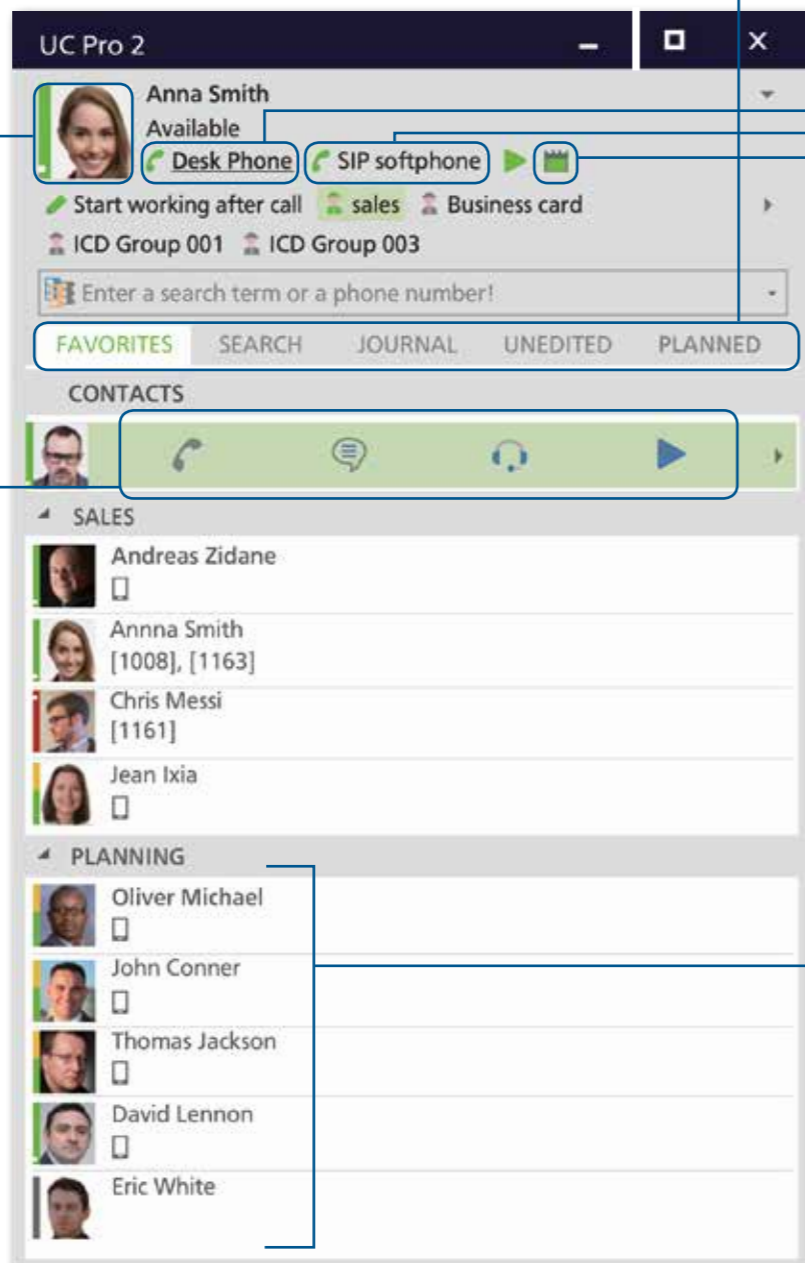 UC Pro 2
Anna Smith
Available
Desk Phone SIP softphone
Start working after call sales Business card
ICD Group 001 ICD Group 003
Enter a search term or a phone number!
FAVORITES SEARCH JOURNAL UNEDITED PLANNED
CONTACTS
SALES
Andreas Zidane
Annna Smith
[1008], [1163]
Chris Messi
[1161]
Jean Ixia
PLANNING
Oliver Michael
John Conner
Thomas Jackson
David Lennon
Eric White